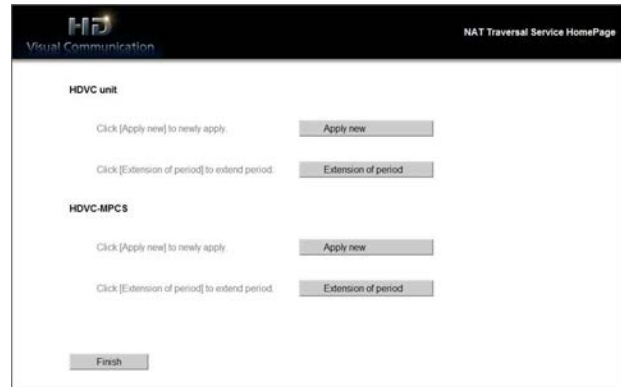 HD
Visual Communication
NAT Traversal Service HomePage
HDVC unit
Click [Apply new] to newly apply.
Apply new
Click [Extension of period] to extend period.
Extension of period
HDVC-MPCS
Click [Apply new] to newly apply.
Apply new
Click [Extension of period] to extend period.
Extension of period
Finish